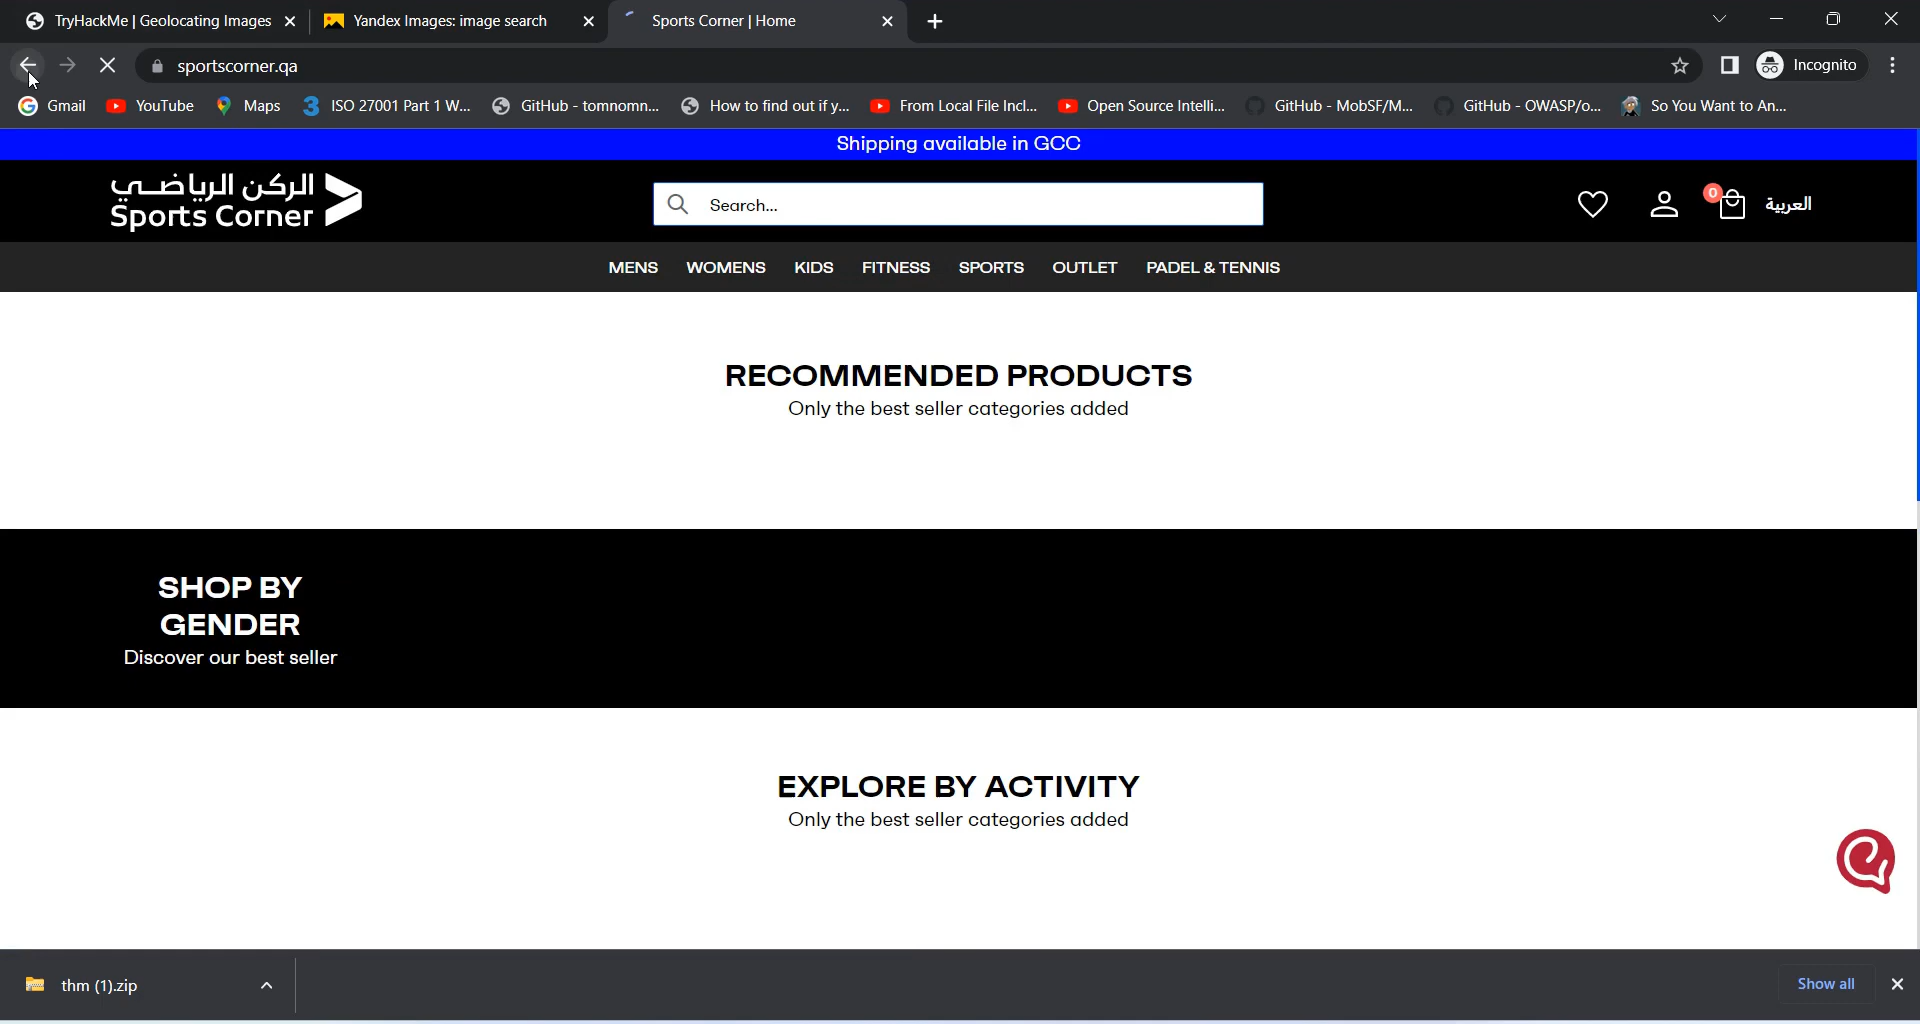 TryHackMe | Geolocating Images
Yandex Images: image search
Sports Corner | Home
sportscorner.qa
Incognito
Gmail
YouTube
Maps
ISO 27001 Part 1 W...
GitHub - tomnomn...
How to find out if y...
From Local File Incl...
Open Source Intelli...
GitHub - MobSF/M...
GitHub - OWASP/o...
So You Want to An...
Shipping available in GCC
الركن الرياضي
Sports Corner
Search...
0
العربية
MENS
WOMENS
KIDS
FITNESS
SPORTS
OUTLET
PADEL & TENNIS
RECOMMENDED PRODUCTS
Only the best seller categories added
SHOP BY
GENDER
Discover our best seller
EXPLORE BY ACTIVITY
Only the best seller categories added
thm (1).zip
Show all